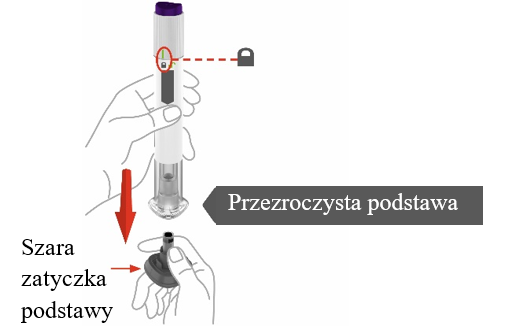 Przezroczysta podstawa
Szara
zatyczka
podstawy